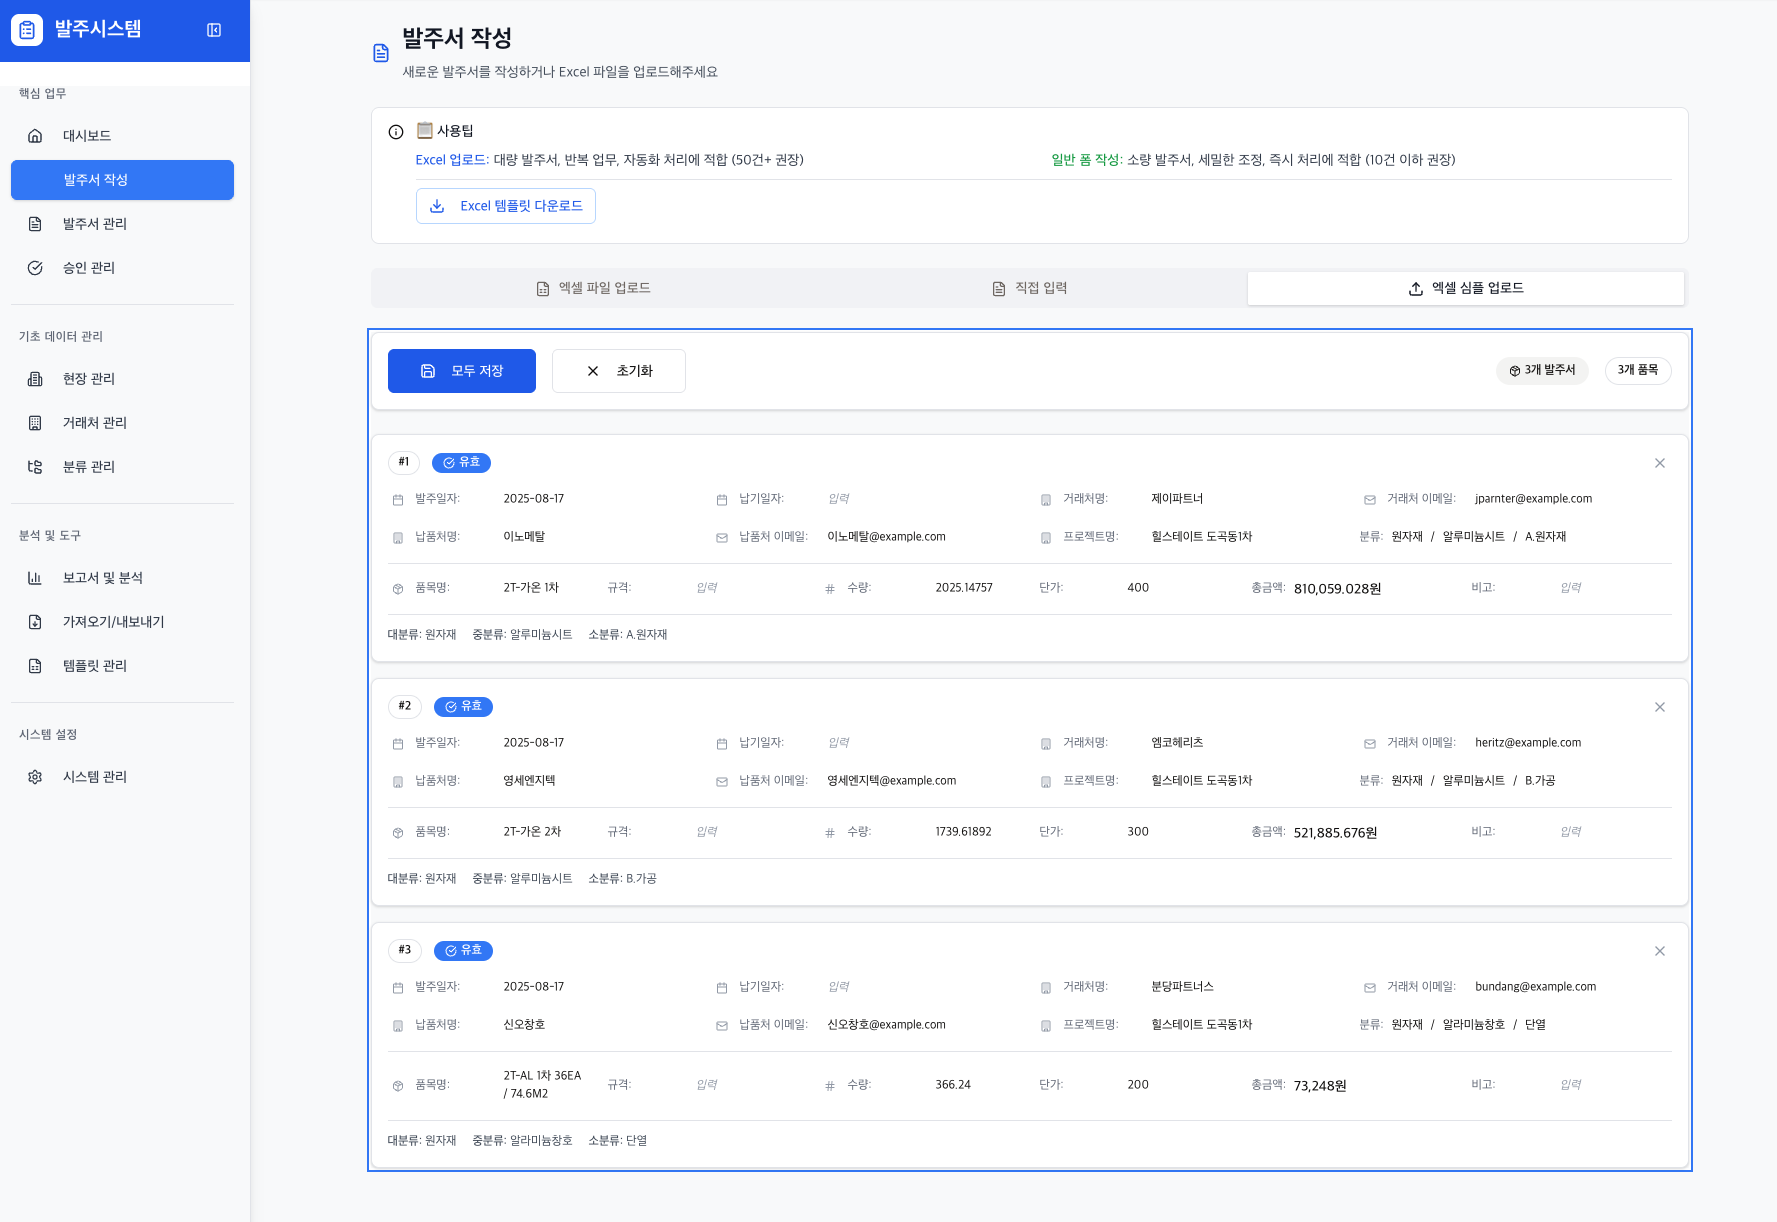 발주시스템
핵심 업무
대시보드
발주서 작성
발주서 관리
승인 관리
기초 데이터 관리
현장 관리
거래처 관리
분류 관리
분석 및 도구
보고서 및 분석
가져오기/내보내기
템플릿 관리
시스템 설정
시스템 관리
발주서 작성
새로운 발주서를 작성하거나 Excel 파일을 업로드해주세요
사용팁
Excel 업로드: 대량 발주서, 반복 업무, 자동화 처리에 적합 (50건+ 권장)
일반 폼 작성: 소량 발주서, 세밀한 조정, 즉시 처리에 적합 (10건 이하 권장)
Excel 템플릿 다운로드
엑셀 파일 업로드
직접 입력
엑셀 심플 업로드
모두 저장
초기화
3개 발주서
3개 품목
#1 유효
발주일자: 2025-08-17 납기일자: 입력 거래처명: 제이파트너 거래처 이메일: jparnter@example.com
납품처명: 이노메탈 납품처 이메일: 이노메탈@example.com 프로젝트명: 힐스테이트 도곡동1차 분류: 원자재 / 알루미늄시트 / A.원자재
품목명: 2T-가온 1차 규격: 입력 수량: 2025.14757 단가: 400 총금액: 810,059.028원 비고: 입력
대분류: 원자재 중분류: 알루미늄시트 소분류: A.원자재
#2 유효
발주일자: 2025-08-17 납기일자: 입력 거래처명: 엠코헤리츠 거래처 이메일: heritz@example.com
납품처명: 영세엔지텍 납품처 이메일: 영세엔지텍@example.com 프로젝트명: 힐스테이트 도곡동1차 분류: 원자재 / 알루미늄시트 / B.가공
품목명: 2T-가온 2차 규격: 입력 수량: 1739.61892 단가: 300 총금액: 521,885.676원 비고: 입력
대분류: 원자재 중분류: 알루미늄시트 소분류: B.가공
#3 유효
발주일자: 2025-08-17 납기일자: 입력 거래처명: 분당파트너스 거래처 이메일: bundang@example.com
납품처명: 신오창호 납품처 이메일: 신오창호@example.com 프로젝트명: 힐스테이트 도곡동1차 분류: 원자재 / 알라미늄창호 / 단열
품목명: 2T-AL 1차 36EA / 74.6M2 규격: 입력 수량: 366.24 단가: 200 총금액: 73,248원 비고: 입력
대분류: 원자재 중분류: 알라미늄창호 소분류: 단열